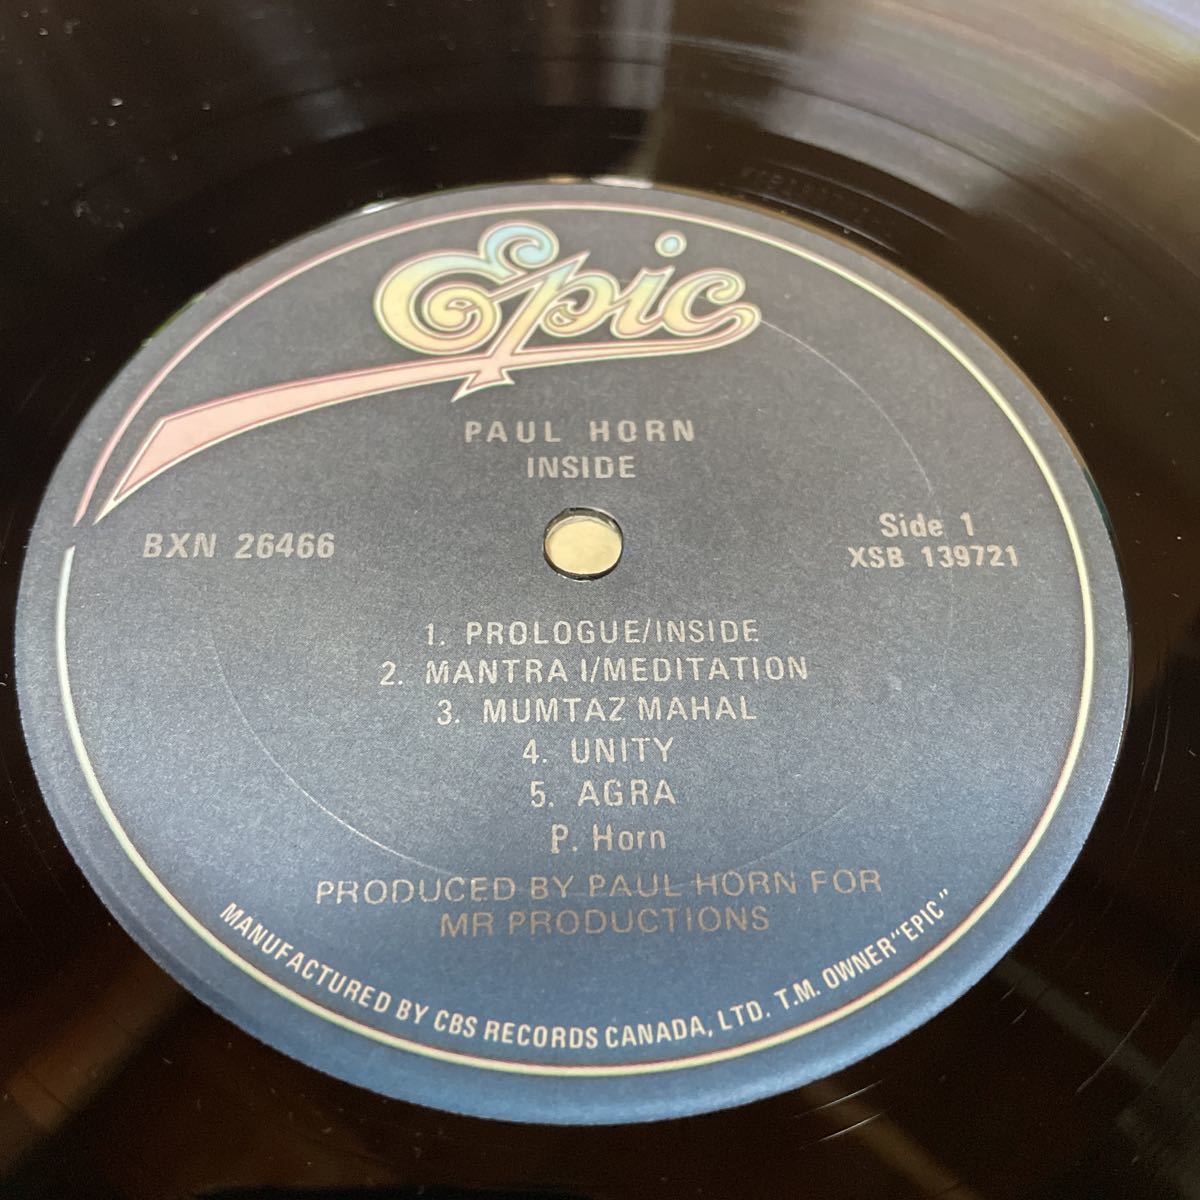 Epic
PAUL HORN
INSIDE
BXN 26466
Side 1
XSB 139721
1. PROLOGUE/INSIDE
2. MANTRA I/MEDITATION
3. MUMTAZ MAHAL
4. UNITY
5. AGRA
P. Horn
PRODUCED BY PAUL HORN FOR
MR PRODUCTIONS
MANUFACTURED BY CBS RECORDS CANADA, LTD. T.M. OWNER "EPIC"